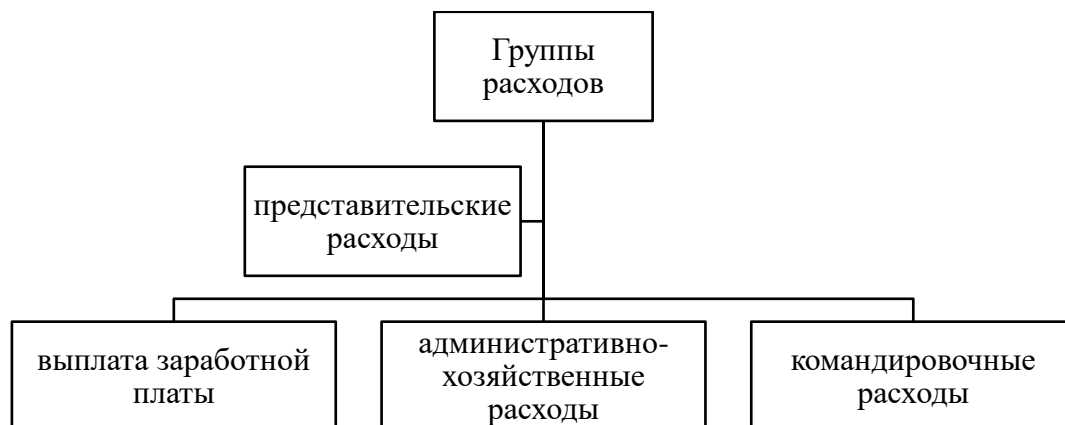 Группы
расходов
представительские
расходы
выплата заработной
платы
административно-
хозяйственные
расходы
командировочные
расходы